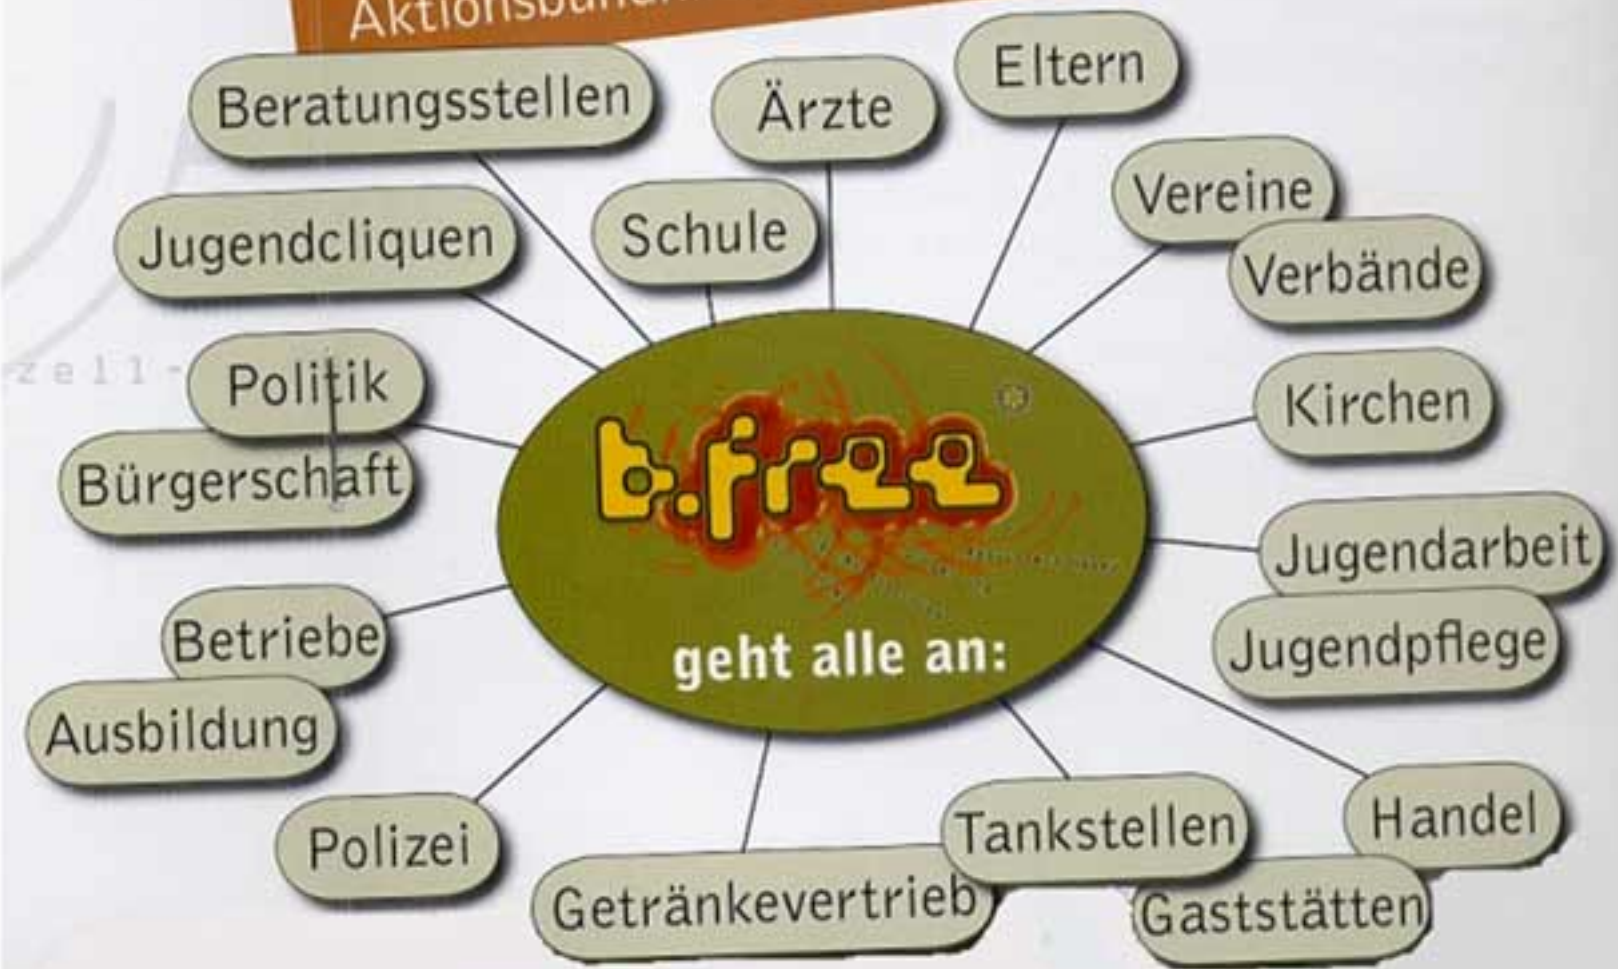 Beratungsstellen
Ärzte
Eltern
Vereine
Verbände
Jugendcliquen
Schule
Politik
Bürgerschaft
Kirchen
b.free
geht alle an:
Jugendarbeit
Jugendpflege
Betriebe
Ausbildung
Polizei
Getränkevertrieb
Tankstellen
Gaststätten
Handel